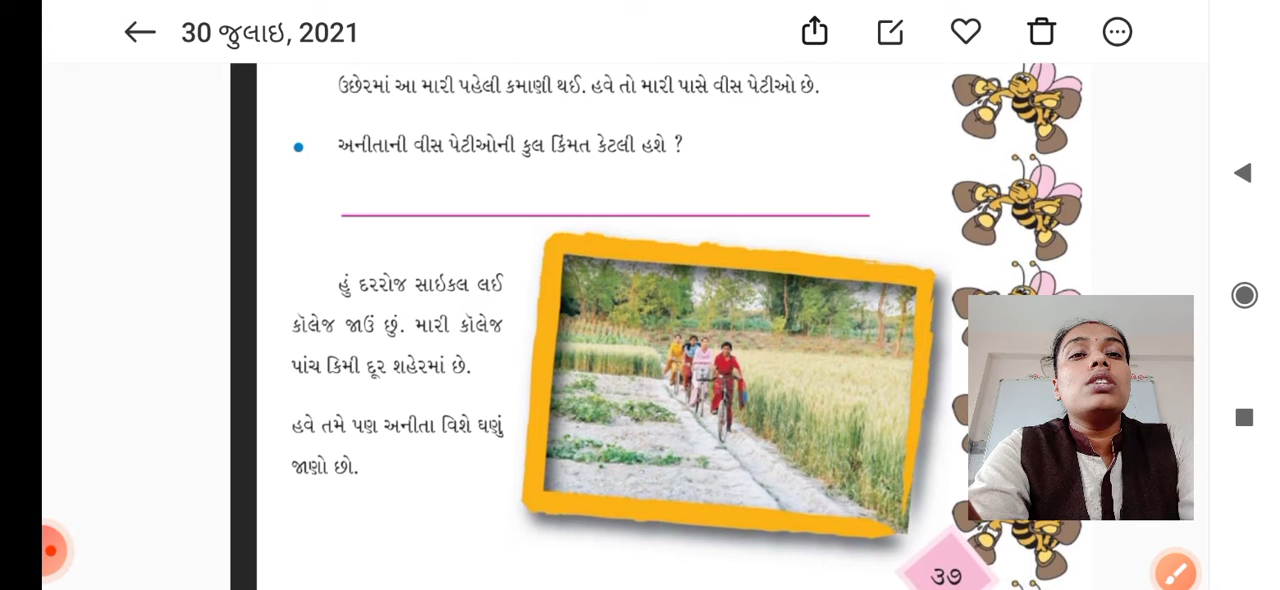 30 જુલાઇ, 2021
ઉછેરમાં આ મારી પહેલી કમાણી થઈ. હવે તો મારી પાસે વીસ પેટીઓ છે.
અનીતાની વીસ પેટીઓની કુલ કિંમત કેટલી હશે ?
હું દરરોજ સાઇકલ લઈ
કૉલેજ જાઉં છું. મારી કૉલેજ
પાંચ કિમી દૂર શહેરમાં છે.
હવે તમે પણ અનીતા વિશે ઘણું
જાણો છો.
૩૭